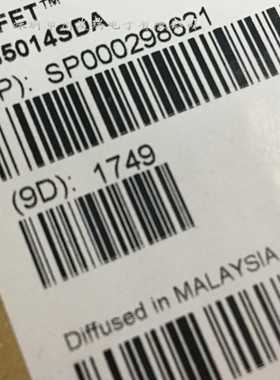 FET™
5014SDA
P): SP000298621
(9D): 1749
Diffused in MALAYSIA